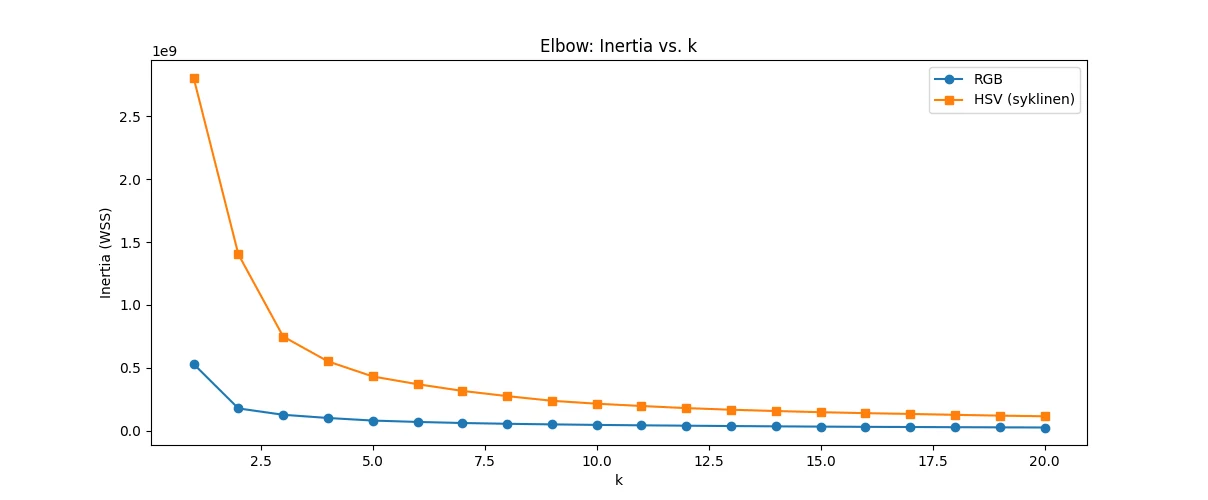 Elbow: Inertia vs. k
1e9
RGB
HSV (syklinen)
2.5
2.0
1.5
1.0
0.5
0.0
Inertia (WSS)
2.5 5.0 7.5 10.0 12.5 15.0 17.5 20.0
k